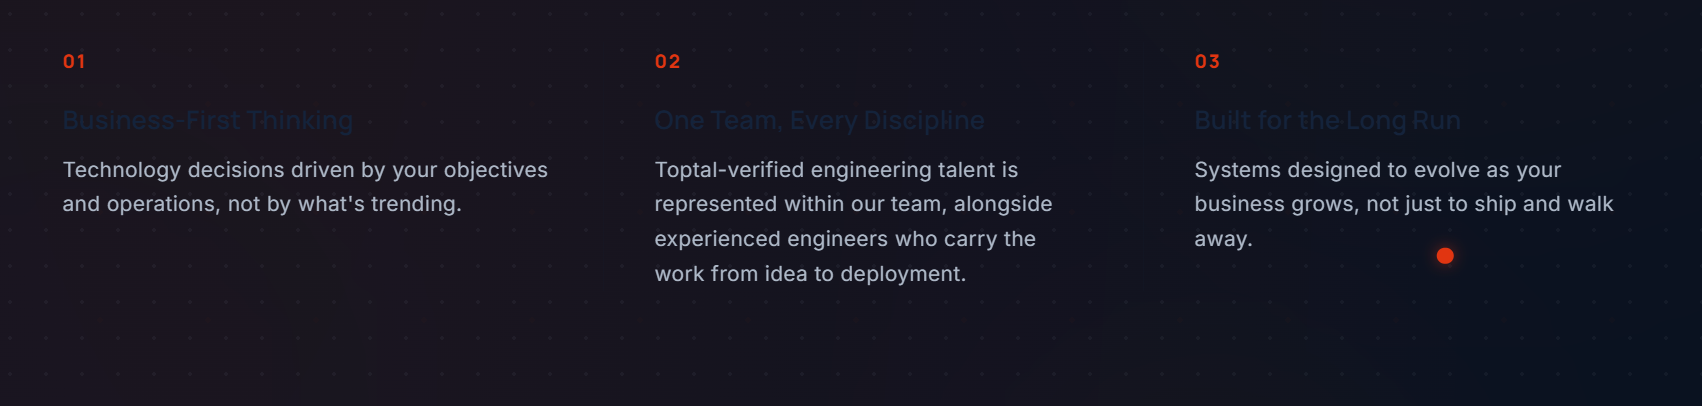 01
Business-First Thinking
Technology decisions driven by your objectives
and operations, not by what's trending.
02
One Team, Every Discipline
Toptal-verified engineering talent is
represented within our team, alongside
experienced engineers who carry the
work from idea to deployment.
03
Built for the Long Run
Systems designed to evolve as your
business grows, not just to ship and walk
away.